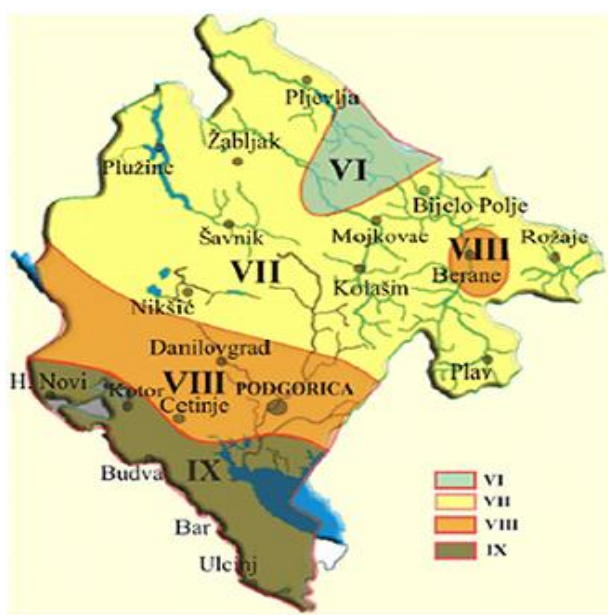 Pljevlja
Žabljak
Plužine
VI
Bijelo Polje
Šavnik
Mojkovac
VIII
Rožaje
VII
Berane
Kolašin
Nikšić
Danilovgrad
Plav
H. Novi
Kotor
VIII
PODGORICA
Cetinje
Budva
IX
Bar
Ulcinj
VI
VII
VIII
IX